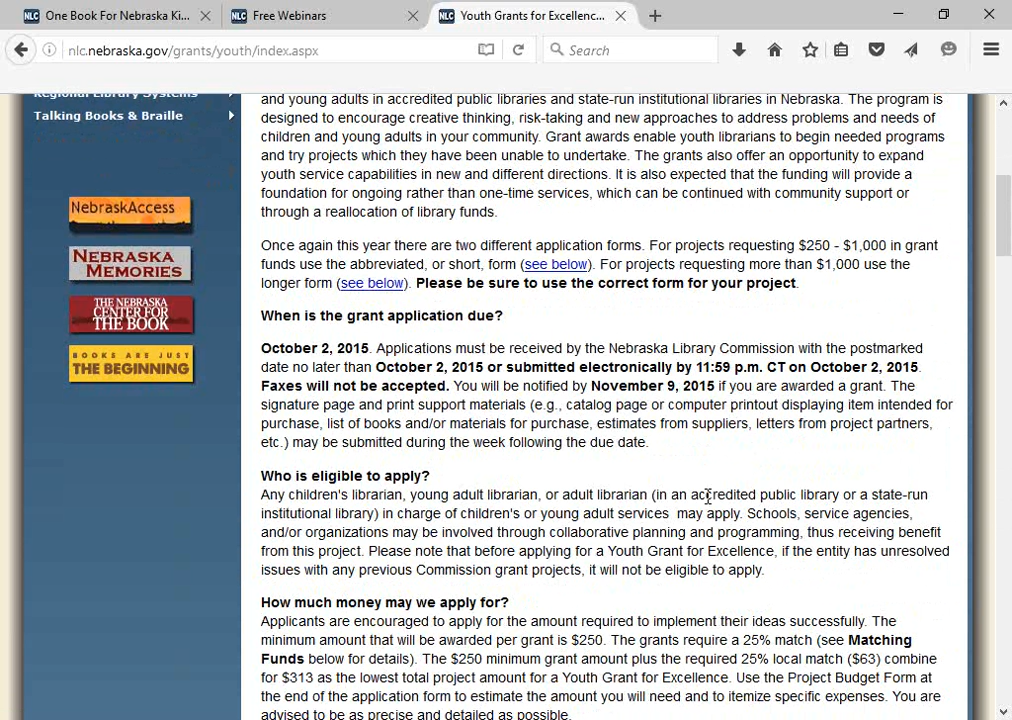 One Book For Nebraska Ki...
Free Webinars
Youth Grants for Excellenc...
nlc.nebraska.gov/grants/youth/index.aspx
Search
Regional Library Systems
Talking Books & Braille
NebraskAccess
NEBRASKA
MEMORIES
THE NEBRASKA
CENTER FOR
THE BOOK
BOOKS ARE JUST
THE BEGINNING
and young adults in accredited public libraries and state-run institutional libraries in Nebraska. The program is
designed to encourage creative thinking, risk-taking and new approaches to address problems and needs of
children and young adults in your community. Grant awards enable youth librarians to begin needed programs
and try projects which they have been unable to undertake. The grants also offer an opportunity to expand
youth service capabilities in new and different directions. It is also expected that the funding will provide a
foundation for ongoing rather than one-time services, which can be continued with community support or
through a reallocation of library funds.
Once again this year there are two different application forms. For projects requesting $250 - $1,000 in grant
funds use the abbreviated, or short, form (see below). For projects requesting more than $1,000 use the
longer form (see below). Please be sure to use the correct form for your project.
When is the grant application due?
October 2, 2015. Applications must be received by the Nebraska Library Commission with the postmarked
date no later than October 2, 2015 or submitted electronically by 11:59 p.m. CT on October 2, 2015.
Faxes will not be accepted. You will be notified by November 9, 2015 if you are awarded a grant. The
signature page and print support materials (e.g., catalog page or computer printout displaying item intended for
purchase, list of books and/or materials for purchase, estimates from suppliers, letters from project partners,
etc.) may be submitted during the week following the due date.
Who is eligible to apply?
Any children's librarian, young adult librarian, or adult librarian (in an accredited public library or a state-run
institutional library) in charge of children's or young adult services may apply. Schools, service agencies,
and/or organizations may be involved through collaborative planning and programming, thus receiving benefit
from this project. Please note that before applying for a Youth Grant for Excellence, if the entity has unresolved
issues with any previous Commission grant projects, it will not be eligible to apply.
How much money may we apply for?
Applicants are encouraged to apply for the amount required to implement their ideas successfully. The
minimum amount that will be awarded per grant is $250. The grants require a 25% match (see Matching
Funds below for details). The $250 minimum grant amount plus the required 25% local match ($63) combine
for $313 as the lowest total project amount for a Youth Grant for Excellence. Use the Project Budget Form at
the end of the application form to estimate the amount you will need and to itemize specific expenses. You are
advised to be as precise and detailed as possible.